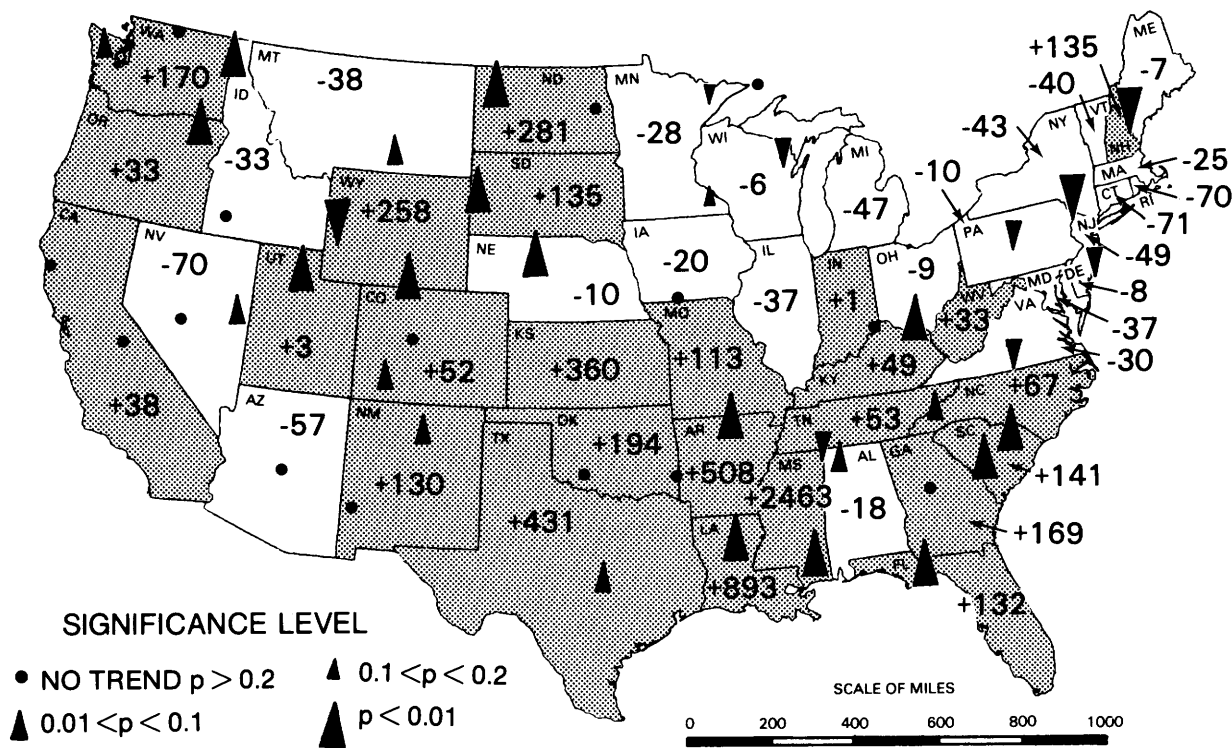 WA
+170
OR
+33
CA
+38
ID
-33
NV
-70
MT
-38
WY
+258
UT
+3
AZ
-57
CO
+52
NM
+130
ND
+281
SD
+135
NE
-10
KS
+360
OK
+194
TX
+431
MN
-28
IA
-20
MO
+113
AR
+508
LA
+893
WI
-6
IL
-37
MI
-47
IN
+1
OH
-9
KY
+49
TN
+53
MS
+2463
AL
-18
GA
+169
FL
+132
SC
+141
NC
+67
WV
+33
VA
-30
MD
-37
DE
-8
NJ
-49
PA
-10
NY
-43
CT
-71
RI
-70
MA
-25
VT
-40
NH
+135
ME
-7
SIGNIFICANCE LEVEL
NO TREND p > 0.2
0.1 < p < 0.2
0.01 < p < 0.1
p < 0.01
SCALE OF MILES
0 200 400 600 800 1000